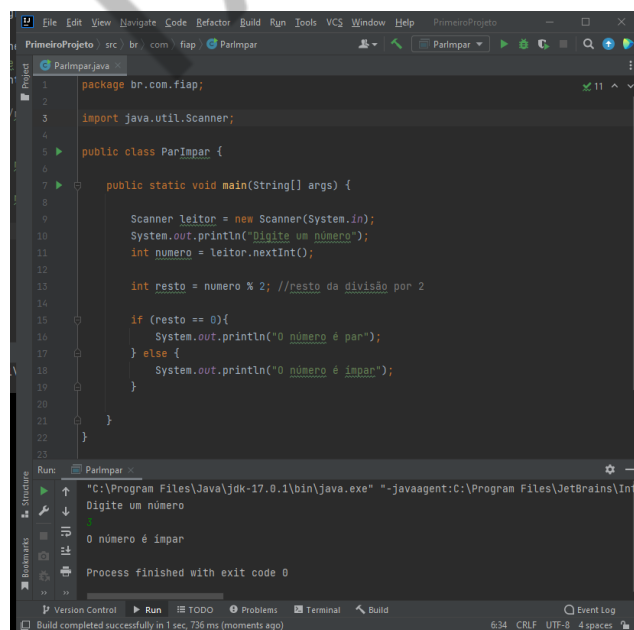 File Edit View Navigate Code Refactor Build Run Tools VCS Window Help PrimeiroProjeto
PrimeiroProjeto src br com fiap ParImpar ParImpar
Project
ParImpar.java
1 package br.com.fiap; 11
2
3 import java.util.Scanner;
4
5 public class ParImpar {
6
7 public static void main(String[] args) {
8
9 Scanner leitor = new Scanner(System.in);
10 System.out.println("Digite um número");
11 int numero = leitor.nextInt();
12
13 int resto = numero % 2; //resto da divisão por 2
14
15 if (resto == 0){
16 System.out.println("O número é par");
17 } else {
18 System.out.println("O número é impar");
19 }
20
21 }
22 }
23
Run: ParImpar
"C:\Program Files\Java\jdk-17.0.1\bin\java.exe" "-javaagent:C:\Program Files\JetBrains\Int
Digite um número
3
O número é impar
Process finished with exit code 0
Structure
Bookmarks
Version Control Run TODO Problems Terminal Build Event Log
Build completed successfully in 1 sec, 736 ms (moments ago) 6:34 CRLF UTF-8 4 spaces